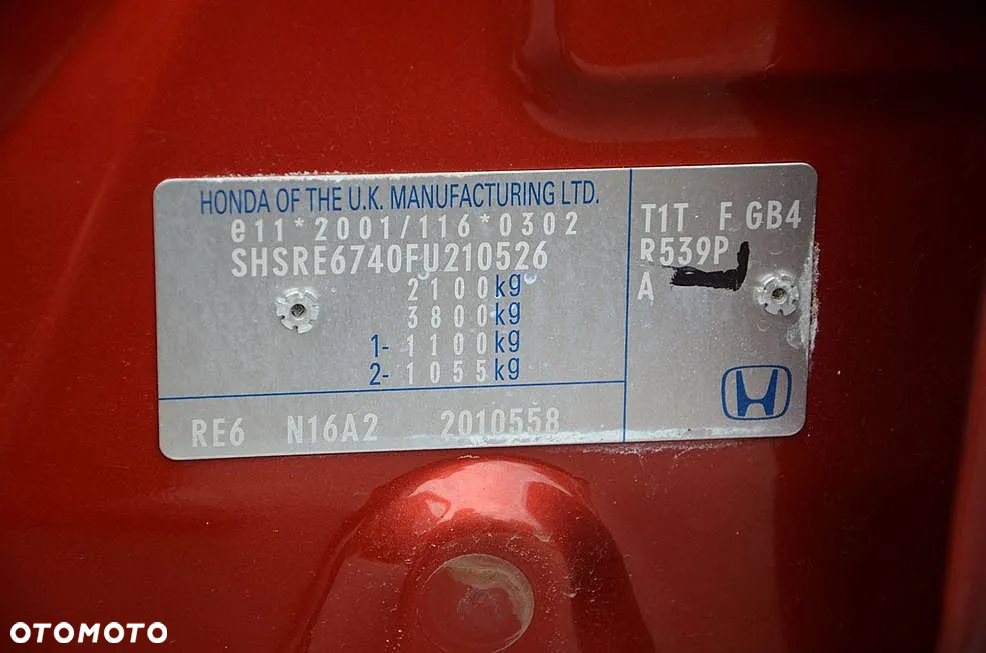 HONDA OF THE U.K. MANUFACTURING LTD.
e11*2001/116*0302
SHSRE6740FU210526
2100kg
3800kg
1- 1100kg
2- 1055kg
RE6 N16A2 2010558
T1T F GB4
R539P
A
OTOMOTO